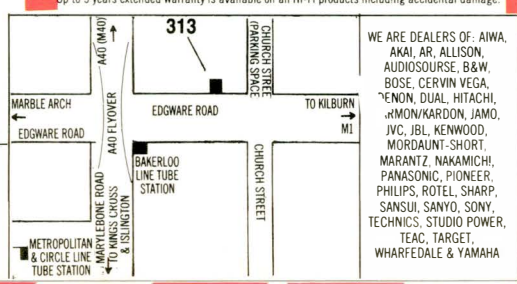 Up to 5 years extended warranty is available on all Hi-Fi products including accidental damage.
A40 (M40)
313
CHURCH STREET
(PARKING SPACE)
MARBLE ARCH
EDGWARE ROAD
TO KILBURN
EDGWARE ROAD
M1
A40 FLYOVER
BAKERLOO
LINE TUBE
STATION
CHURCH STREET
MARYLEBONE ROAD
TO KINGS CROSS
& ISLINGTON
METROPOLITAN
& CIRCLE LINE
TUBE STATION
WE ARE DEALERS OF: AIWA,
AKAI, AR, ALLISON,
AUDIOSOURSE, B&W,
BOSE, CERVIN VEGA,
DENON, DUAL, HITACHI,
ARMON/KARDON, JAMO,
JVC, JBL, KENWOOD,
MORDAUNT-SHORT,
MARANTZ, NAKAMICH!,
PANASONIC, PIONEER,
PHILIPS, ROTEL, SHARP,
SANSUI, SANYO, SONY,
TECHNICS, STUDIO POWER,
TEAC, TARGET,
WHARFEDALE & YAMAHA